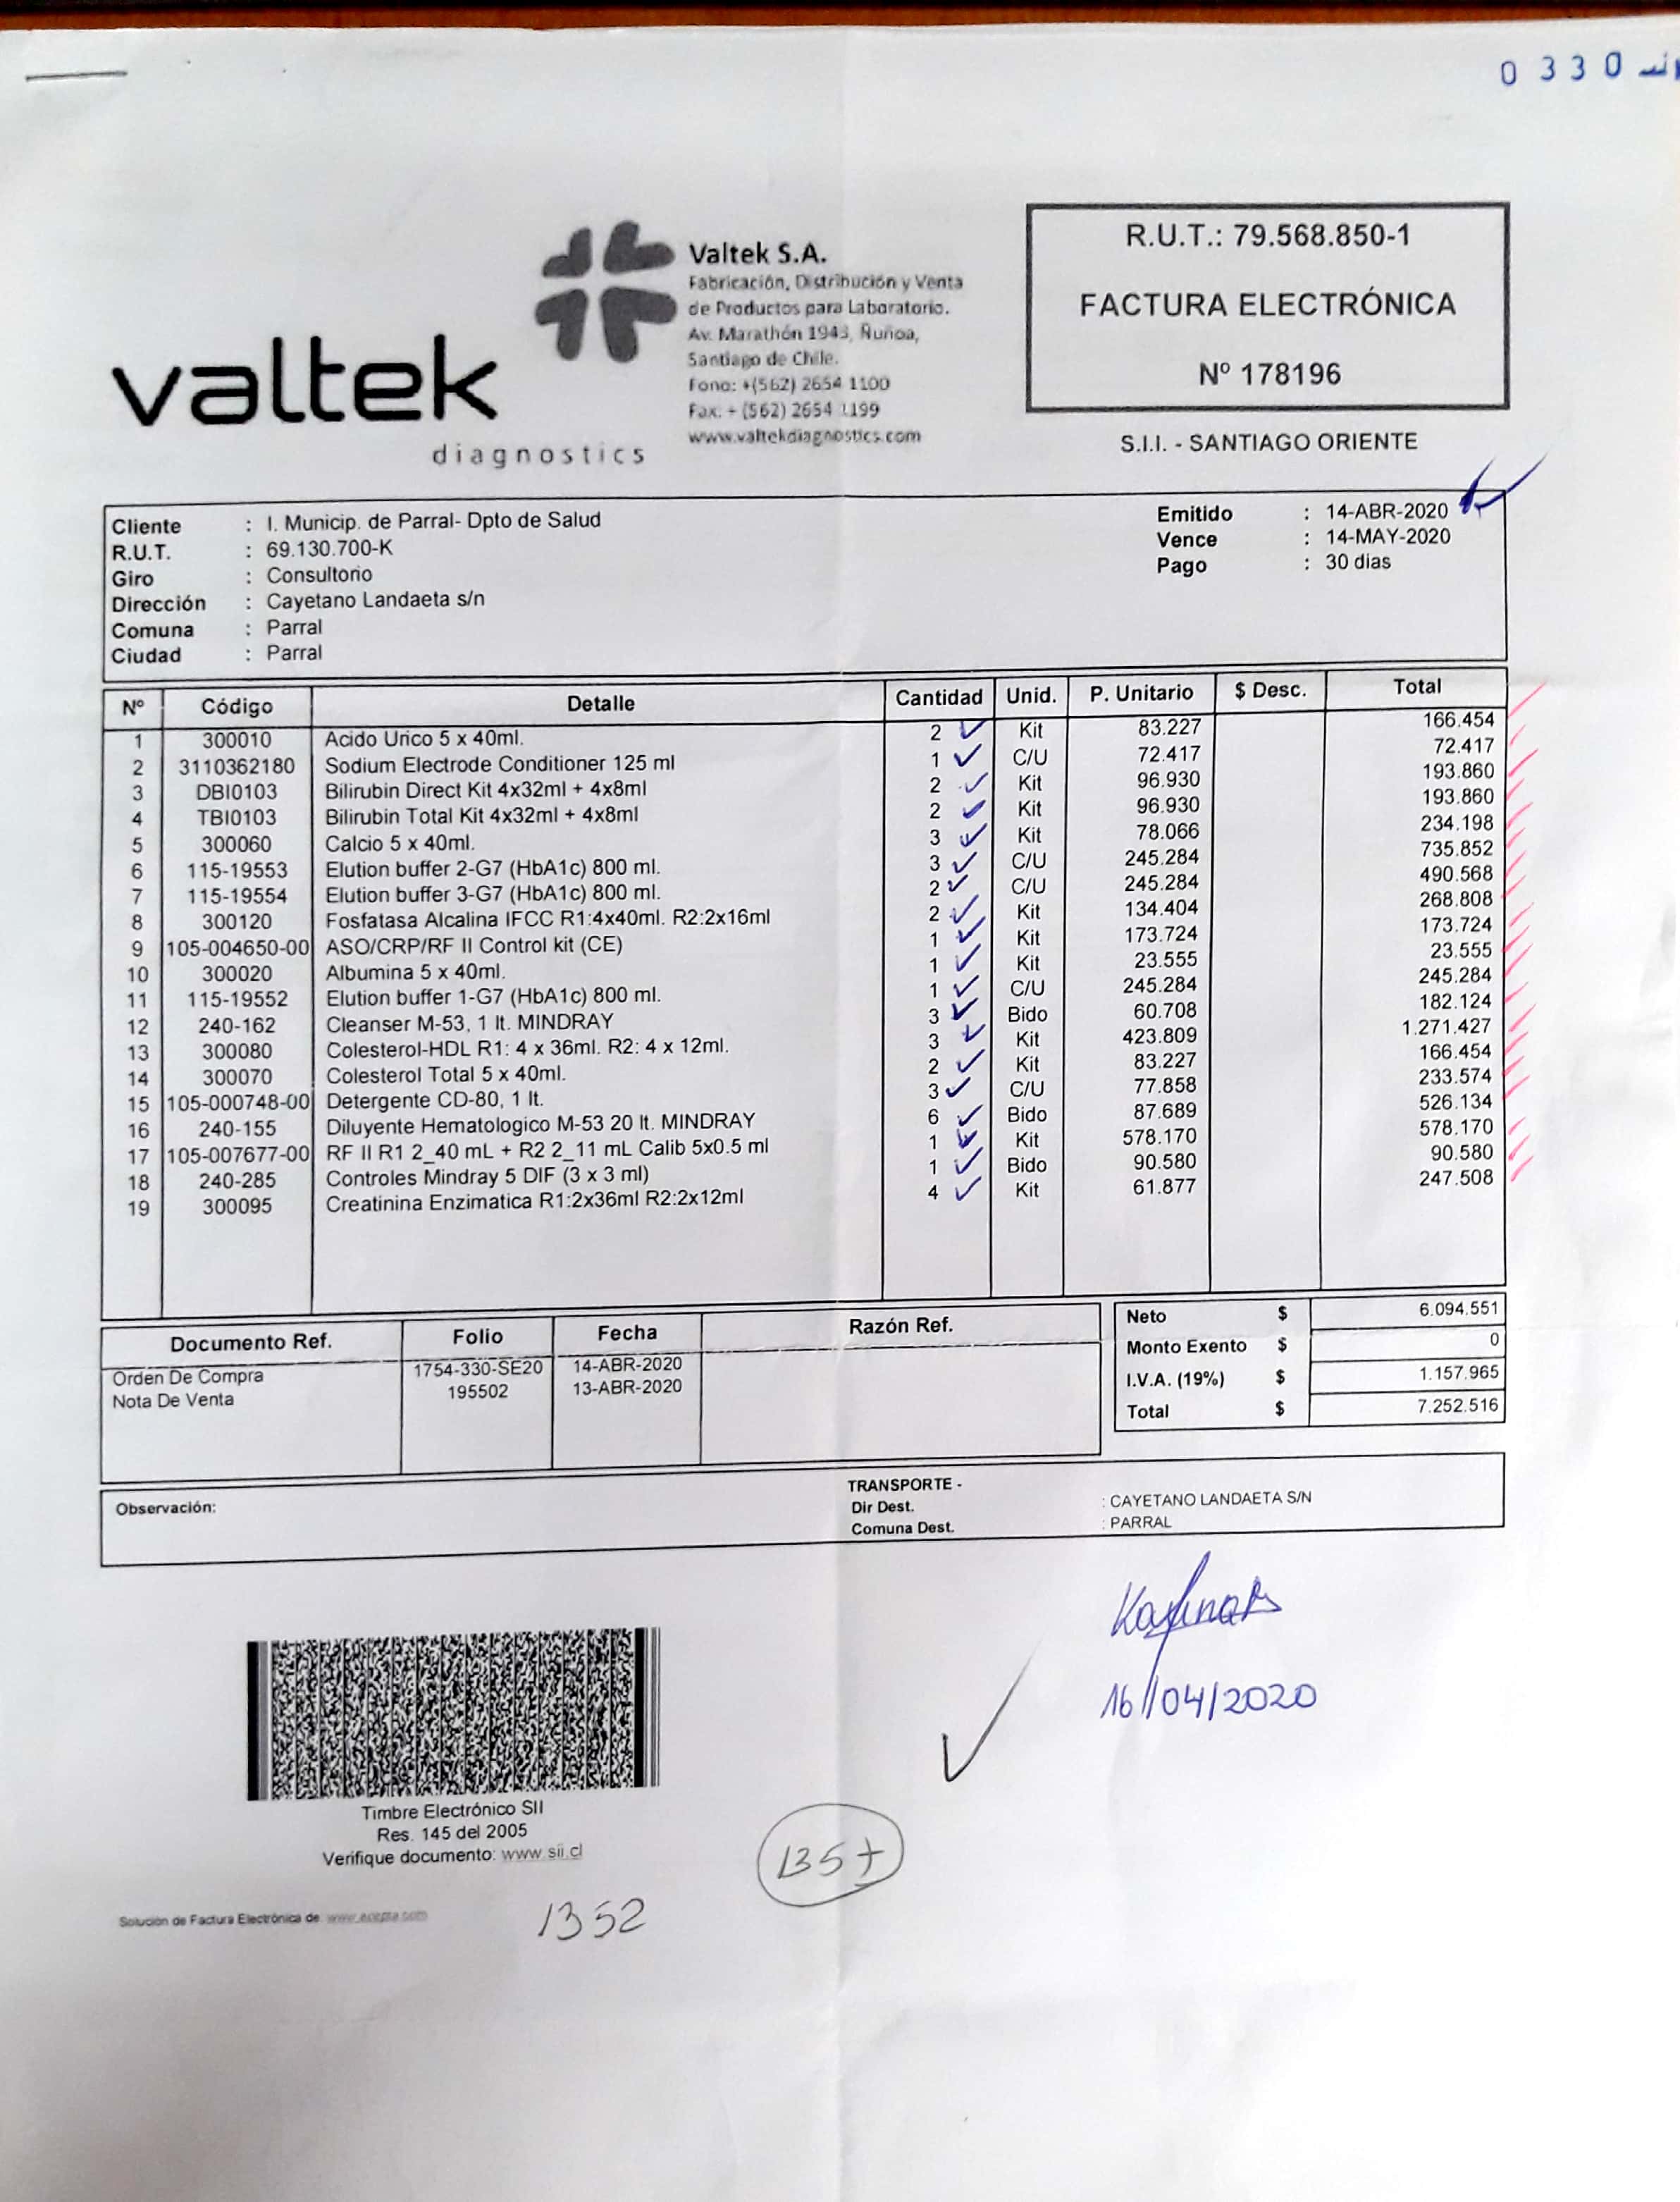 0 3 3 0
valtek
diagnostics
Valtek S.A.
Fabricación, Distribución y Venta
de Productos para Laboratorio.
Av. Marathón 1943, Ñuñoa,
Santiago de Chile.
Fono: +(562) 2654 1100
Fax: + (562) 2654 1199
www.valtekdiagnostics.com
R.U.T.: 79.568.850-1
FACTURA ELECTRÓNICA
Nº 178196
S.I.I. - SANTIAGO ORIENTE
Cliente : I. Municip. de Parral- Dpto de Salud
R.U.T. : 69.130.700-K
Giro : Consultorio
Dirección : Cayetano Landaeta s/n
Comuna : Parral
Ciudad : Parral
Emitido : 14-ABR-2020
Vence : 14-MAY-2020
Pago : 30 dias
Nº Código Detalle Cantidad Unid. P. Unitario $ Desc. Total
1 300010 Acido Urico 5 x 40ml. 2 Kit 83.227 166.454
2 3110362180 Sodium Electrode Conditioner 125 ml 1 C/U 72.417 72.417
3 DBI0103 Bilirubin Direct Kit 4x32ml + 4x8ml 2 Kit 96.930 193.860
4 TBI0103 Bilirubin Total Kit 4x32ml + 4x8ml 2 Kit 96.930 193.860
5 300060 Calcio 5 x 40ml. 3 Kit 78.066 234.198
6 115-19553 Elution buffer 2-G7 (HbA1c) 800 ml. 3 C/U 245.284 735.852
7 115-19554 Elution buffer 3-G7 (HbA1c) 800 ml. 2 C/U 245.284 490.568
8 300120 Fosfatasa Alcalina IFCC R1:4x40ml. R2:2x16ml 2 Kit 134.404 268.808
9 105-004650-00 ASO/CRP/RF II Control kit (CE) 1 Kit 173.724 173.724
10 300020 Albumina 5 x 40ml. 1 Kit 23.555 23.555
11 115-19552 Elution buffer 1-G7 (HbA1c) 800 ml. 1 C/U 245.284 245.284
12 240-162 Cleanser M-53, 1 lt. MINDRAY 3 Bido 60.708 182.124
13 300080 Colesterol-HDL R1: 4 x 36ml. R2: 4 x 12ml. 3 Kit 423.809 1.271.427
14 300070 Colesterol Total 5 x 40ml. 2 Kit 83.227 166.454
15 105-000748-00 Detergente CD-80, 1 lt. 3 C/U 77.858 233.574
16 240-155 Diluyente Hematologico M-53 20 lt. MINDRAY 6 Bido 87.689 526.134
17 105-007677-00 RF II R1 2_40 mL + R2 2_11 mL Calib 5x0.5 ml 1 Kit 578.170 578.170
18 240-285 Controles Mindray 5 DIF (3 x 3 ml) 1 Bido 90.580 90.580
19 300095 Creatinina Enzimatica R1:2x36ml R2:2x12ml 4 Kit 61.877 247.508
Documento Ref. Folio Fecha Razón Ref.
Orden De Compra 1754-330-SE20 14-ABR-2020
Nota De Venta 195502 13-ABR-2020
Neto $ 6.094.551
Monto Exento $ 0
I.V.A. (19%) $ 1.157.965
Total $ 7.252.516
Observación:
TRANSPORTE -
Dir Dest. : CAYETANO LANDAETA S/N
Comuna Dest. : PARRAL
16/04/2020
Timbre Electrónico SII
Res. 145 del 2005
Verifique documento: www.sii.cl
1352
Solución de Factura Electrónica de www.acepta.com